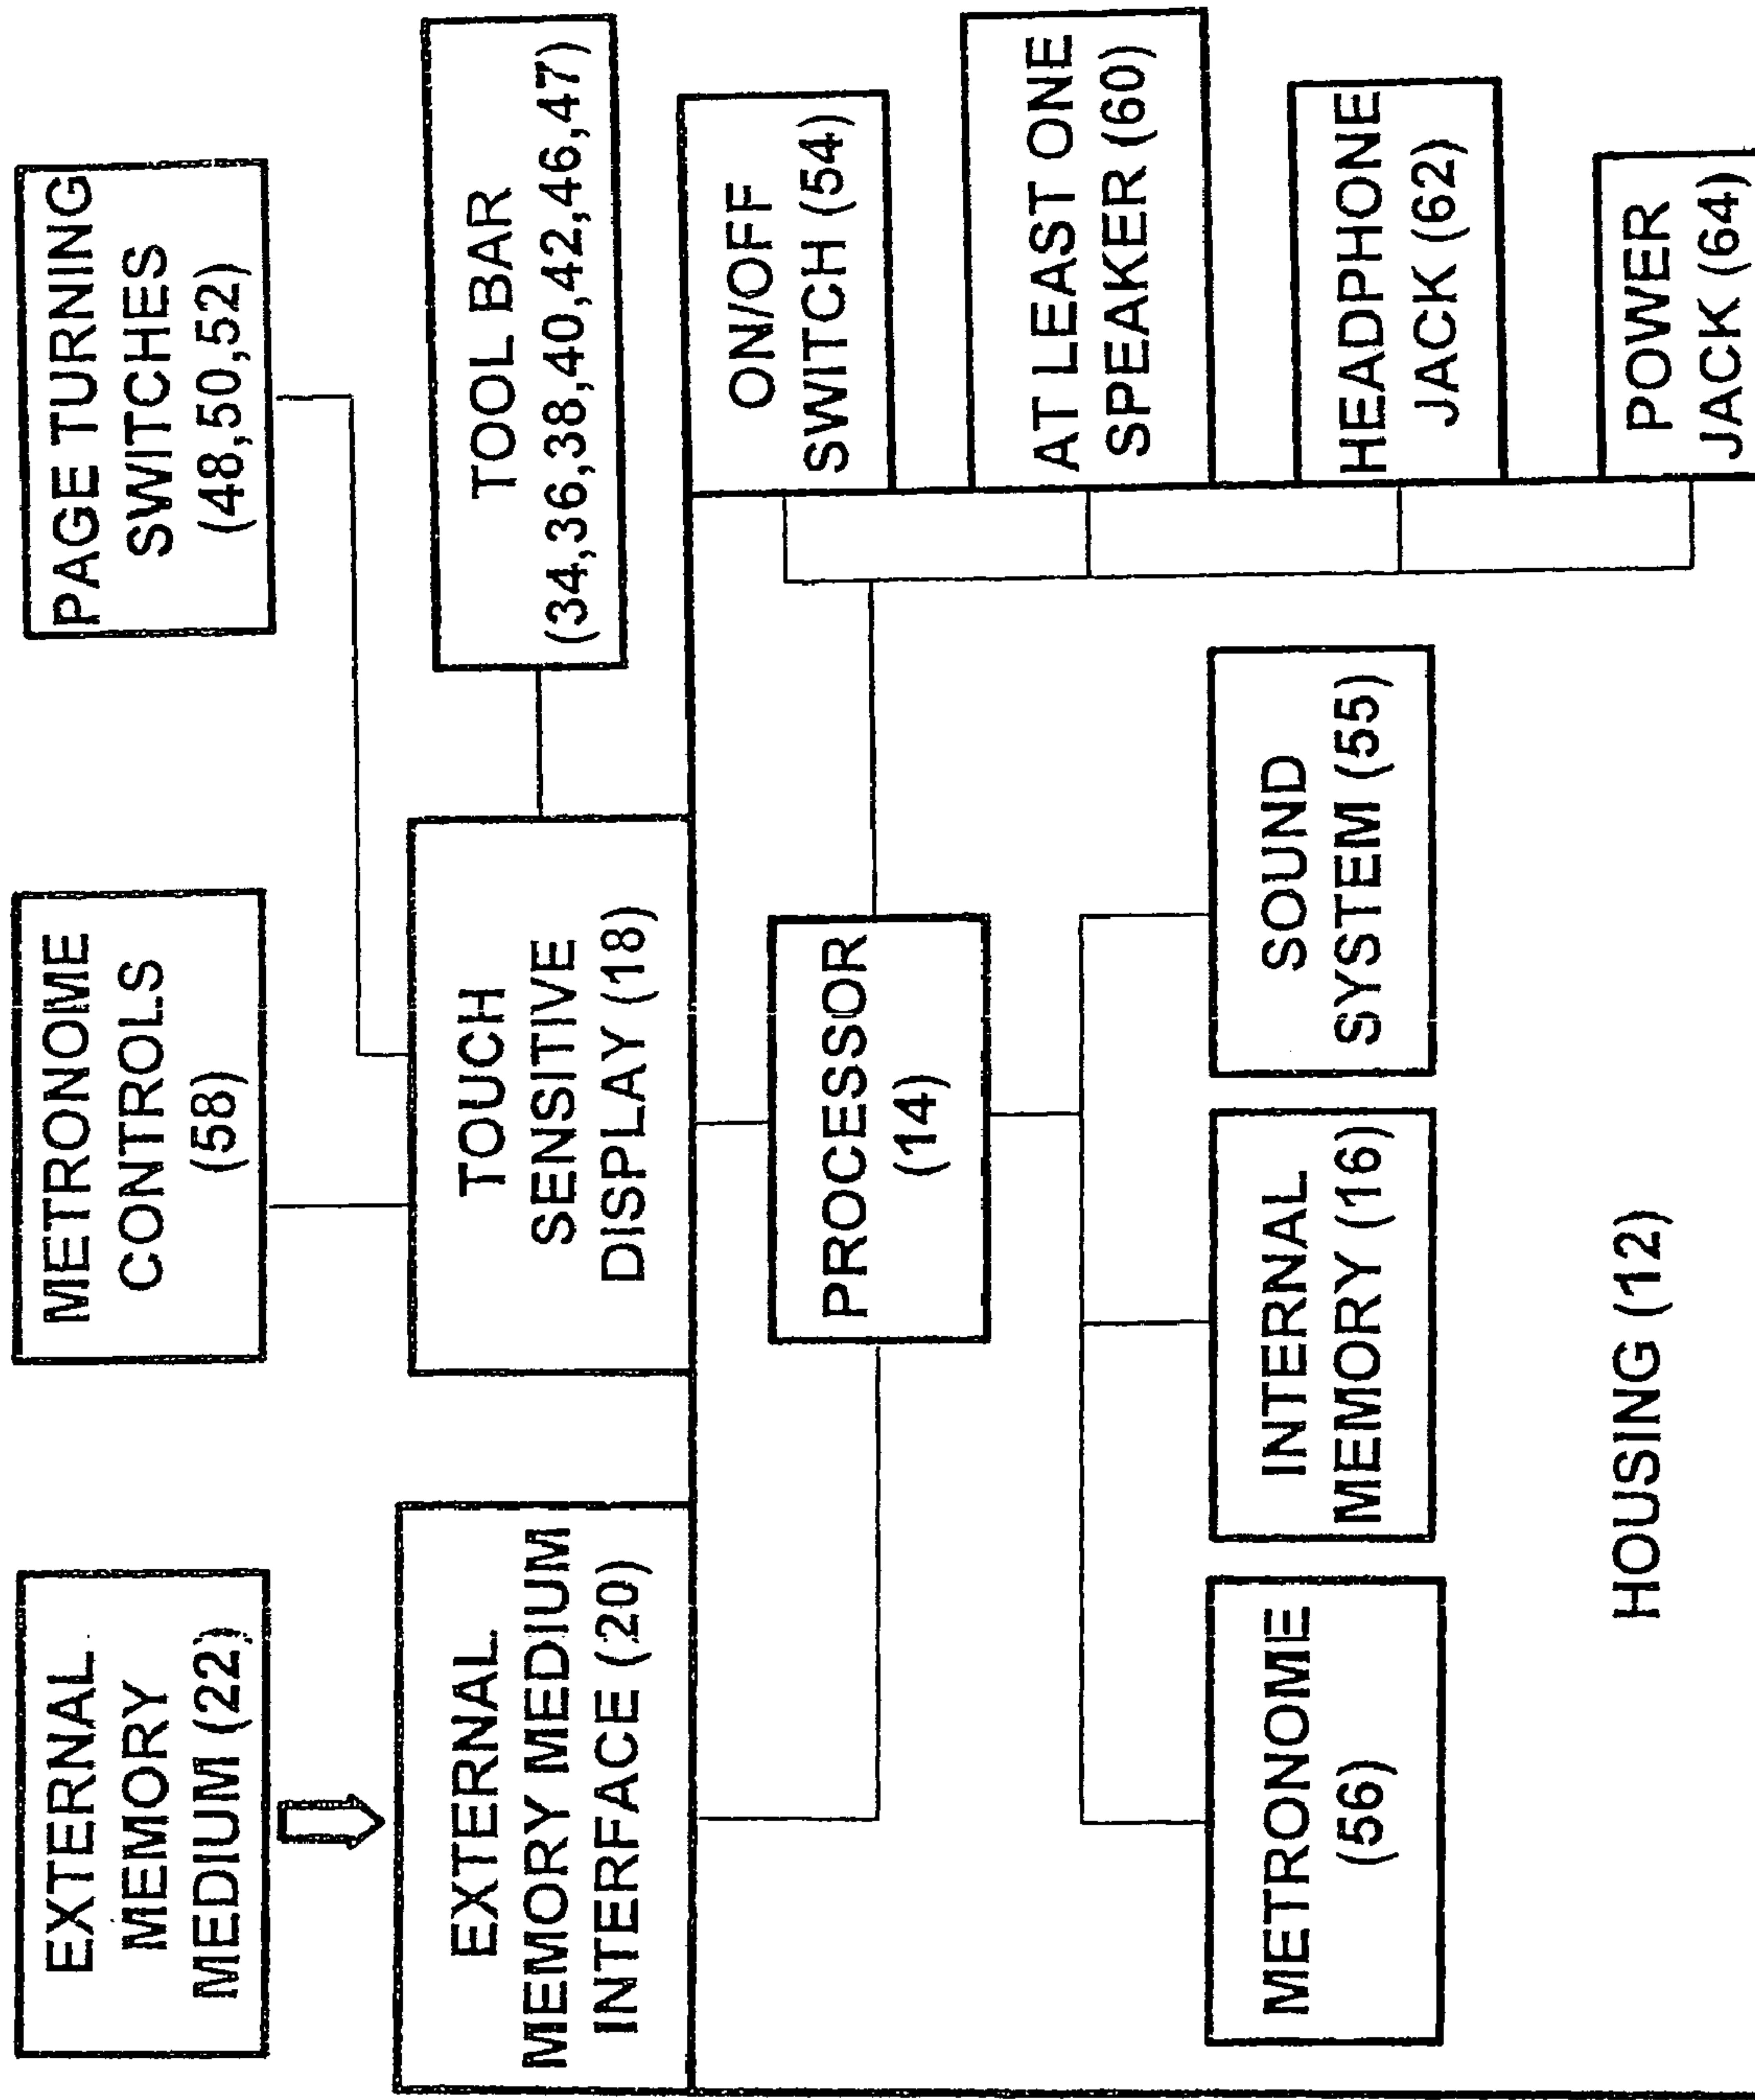 EXTERNAL
MEMORY
MEDIUM (22)
METRONOME
CONTROLS
(58)
PAGE TURNING
SWITCHES
(48,50,52)
EXTERNAL
MEMORY MEDIUM
INTERFACE (20)
TOUCH
SENSITIVE
DISPLAY (18)
TOOL BAR
(34,36,38,40,42,46,47)
PROCESSOR
(14)
ON/OFF
SWITCH (54)
AT LEAST ONE
SPEAKER (60)
HEADPHONE
JACK (62)
POWER
JACK (64)
METRONOME
(56)
INTERNAL
MEMORY (16)
SOUND
SYSTEM (55)
HOUSING (12)